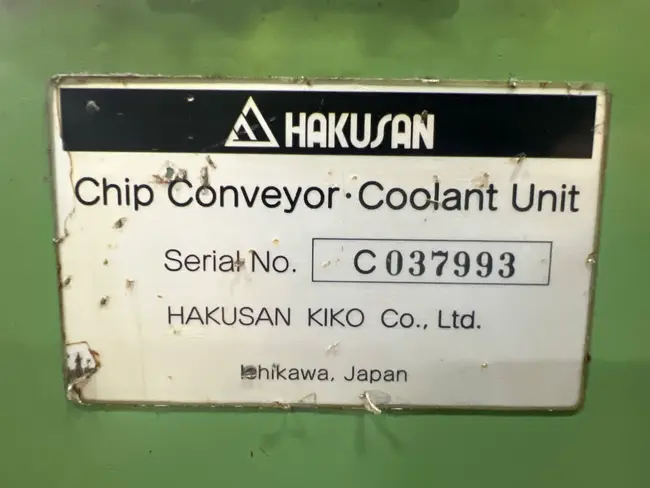 HAKUSAN
Chip Conveyor·Coolant Unit
Serial No. C037993
HAKUSAN KIKO Co., Ltd.
Ishikawa, Japan